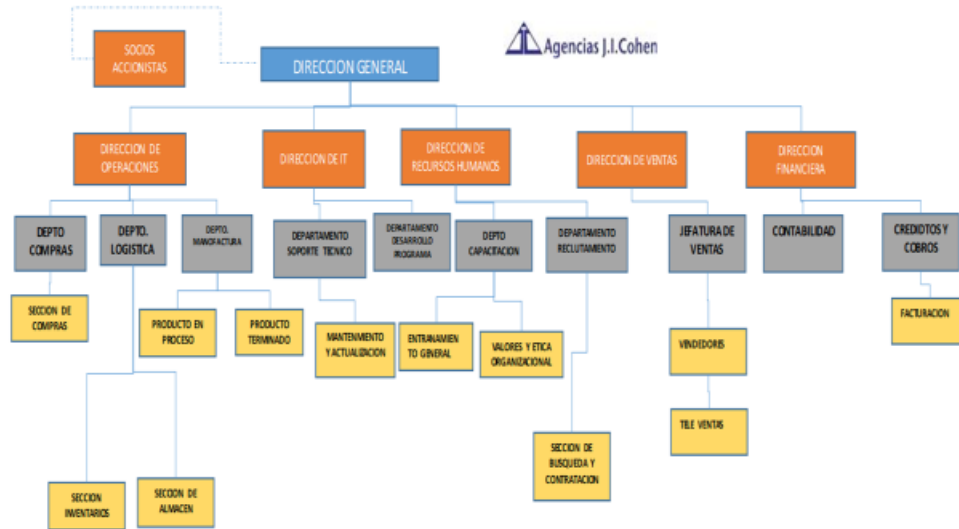 SOCIOS
ACCIONISTAS
DIRECCION GENERAL
Agencias J.I.Cohen
DIRECCION DE
OPERACIONES
DIRECCION DE IT
DIRECCION DE
RECURSOS HUMANOS
DIRECCION DE VENTAS
DIRECCION
FINANCIERA
DEPTO
COMPRAS
DEPTO.
LOGISTICA
DEPTO.
MANOFACTURA
DEPARTAMENTO
SOPORTE TECNICO
DEPARTAMENTO
DESARROLLO
PROGRAMA
DEPTO
CAPACITACION
DEPARTAMENTO
RECLUTAMIENTO
JEFATURA DE
VENTAS
CONTABILIDAD
CREDIDTOS Y
COBROS
SECCION DE
COMPRAS
PRODUCTO EN
PROCESO
PRODUCTO
TERMINADO
MANTENMIENTO
Y ACTUALIZACION
ENTRANAMIEN
TO GENERAL
VALORES Y ETICA
ORGANIZACIONAL
VENDEDORES
FACTURACION
TELE VENTAS
SECCION DE
BUSQUEDA Y
CONTRATACION
SECCION
INVENTARIOS
SECCION DE
ALMACEN